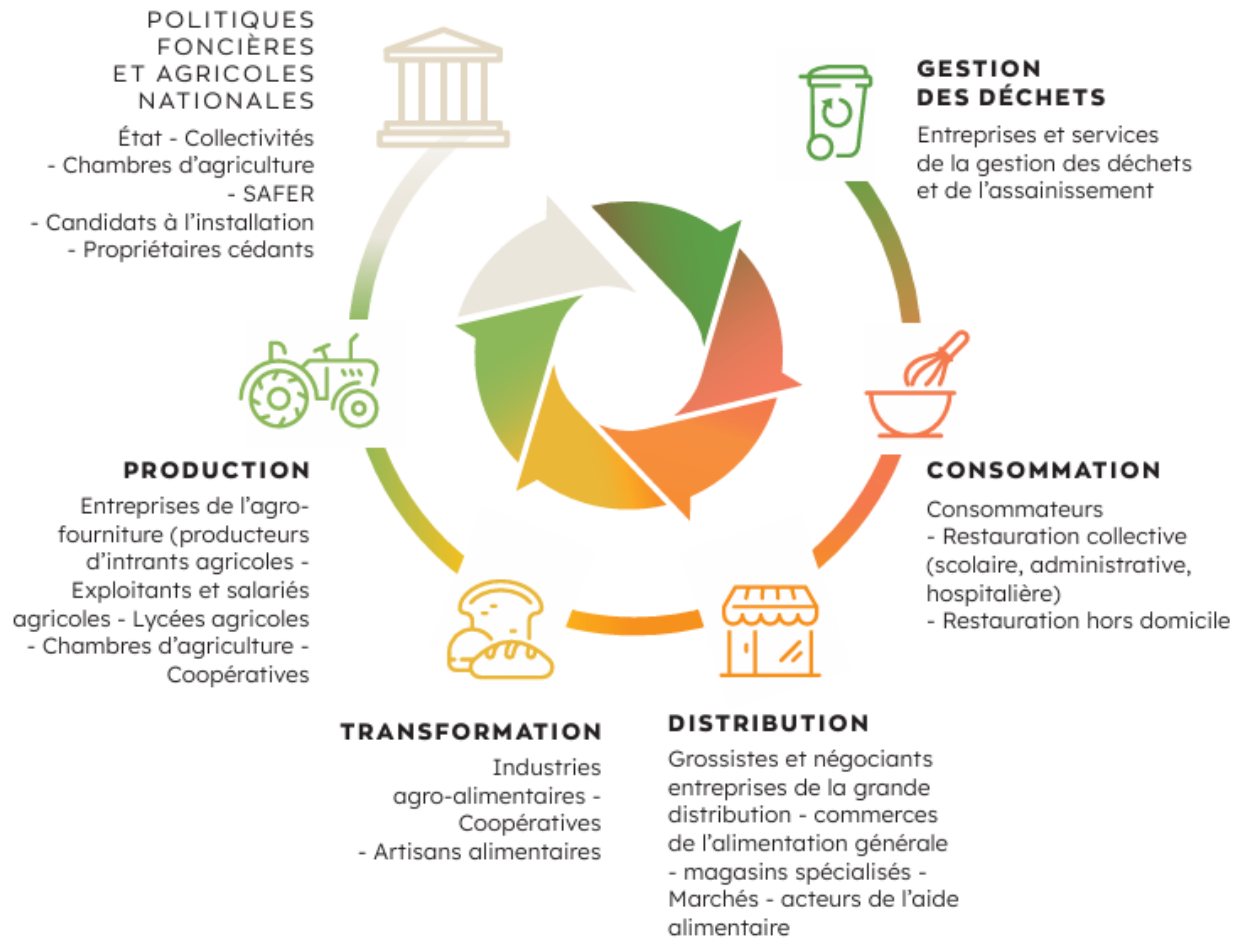 POLITIQUES
FONCIÈRES
ET AGRICOLES
NATIONALES
État - Collectivités
- Chambres d’agriculture
- SAFER
- Candidats à l’installation
- Propriétaires cédants
GESTION
DES DÉCHETS
Entreprises et services
de la gestion des déchets
et de l’assainissement
PRODUCTION
Entreprises de l’agro-
fourniture (producteurs
d’intrants agricoles -
Exploitants et salariés
agricoles - Lycées agricoles
- Chambres d’agriculture -
Coopératives
CONSOMMATION
Consommateurs
- Restauration collective
(scolaire, administrative,
hospitalière)
- Restauration hors domicile
TRANSFORMATION
Industries
agro-alimentaires -
Coopératives
- Artisans alimentaires
DISTRIBUTION
Grossistes et négociants
entreprises de la grande
distribution - commerces
de l’alimentation générale
- magasins spécialisés -
Marchés - acteurs de l’aide
alimentaire